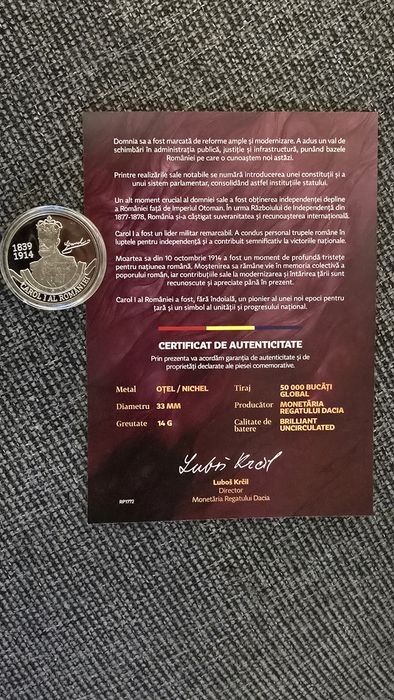 Domnia sa a fost marcată de reforme ample și modernizare. A adus un val de
schimbări în administrația publică, justiție și infrastructură, punând bazele
României pe care o cunoaștem noi astăzi.
Printre realizările sale notabile se numără introducerea unei constituții și a
unui sistem parlamentar, consolidând astfel instituțiile statului.
Un alt moment crucial al domniei sale a fost obținerea independenței depline
a României față de Imperiul Otoman. În urma Războiului de Independență din
1877-1878, România și-a câștigat suveranitatea și recunoașterea internațională.
Carol I a fost un lider militar remarcabil. A condus personal trupele române în
luptele pentru independență și a contribuit semnificativ la victoriile naționale.
Moartea sa din 10 octombrie 1914 a fost un moment de profundă tristețe
pentru națiunea română. Moștenirea sa rămâne vie în memoria colectivă a
poporului român, iar contribuțiile sale la modernizarea și întărirea țării sunt
recunoscute și apreciate până în prezent.
Carol I al României a fost, fără îndoială, un pionier al unei noi epoci pentru
țară și un simbol al unității și progresului național.
CERTIFICAT DE AUTENTICITATE
Prin prezenta va acordăm garanția de autenticitate și de
proprietăți declarate ale piesei comemorative.
Metal OȚEL / NICHEL
Diametru 33 MM
Greutate 14 G
Tiraj 50 000 BUCĂȚI
GLOBAL
Producător MONETĂRIA
REGATULUI DACIA
Calitate de BRILLIANT
batere UNCIRCULATED
Luboš Krčil
Luboš Krčil
Director
Monetăria Regatului Dacia
RP1772
1839
1914
CAROL I AL ROMÂNIEI